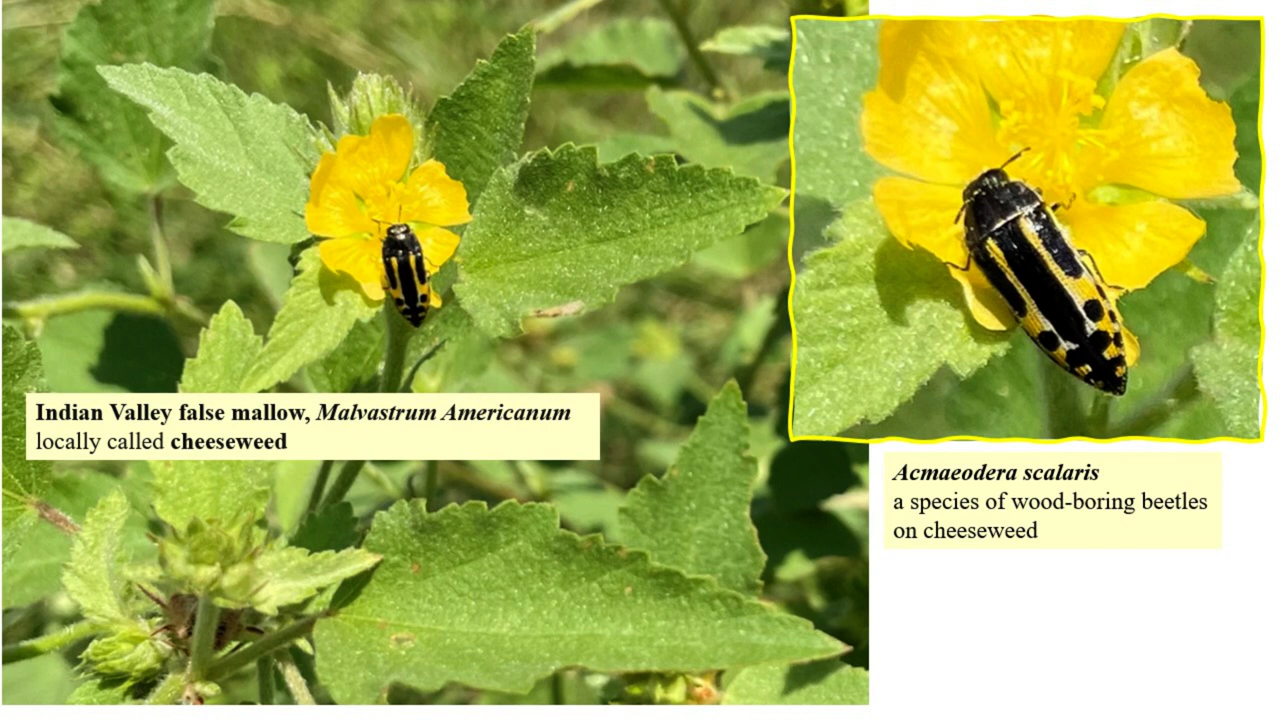 Indian Valley false mallow, Malvastrum Americanum
locally called cheeseweed
Acmaeodera scalaris
a species of wood-boring beetles
on cheeseweed